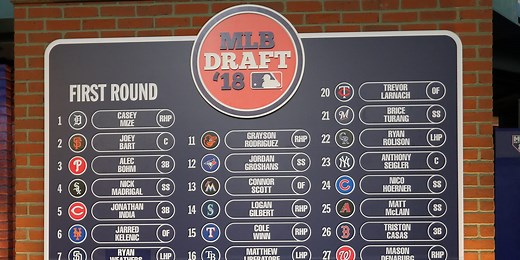 MLB
DRAFT
'18
FIRST ROUND
1 CASEY MIZE RHP
2 JOEY BART C
3 ALEC BOHM 3B
4 NICK MADRIGAL SS
5 JONATHAN INDIA 3B
6 JARRED KELENIC OF
7 RYAN WEATHERS LHP
11 GRAYSON RODRIGUEZ RHP
12 JORDAN GROSHANS SS
13 CONNOR SCOTT OF
14 LOGAN GILBERT RHP
15 COLE WINN RHP
16 MATTHEW LIBERATORE LHP
20 TREVOR LARNACH OF
21 BRICE TURANG SS
22 RYAN ROLISON LHP
23 ANTHONY SEIGLER C
24 NICO HOERNER SS
25 MATT McLAIN SS
26 TRISTON CASAS 3B
27 MASON DENABURG RHP